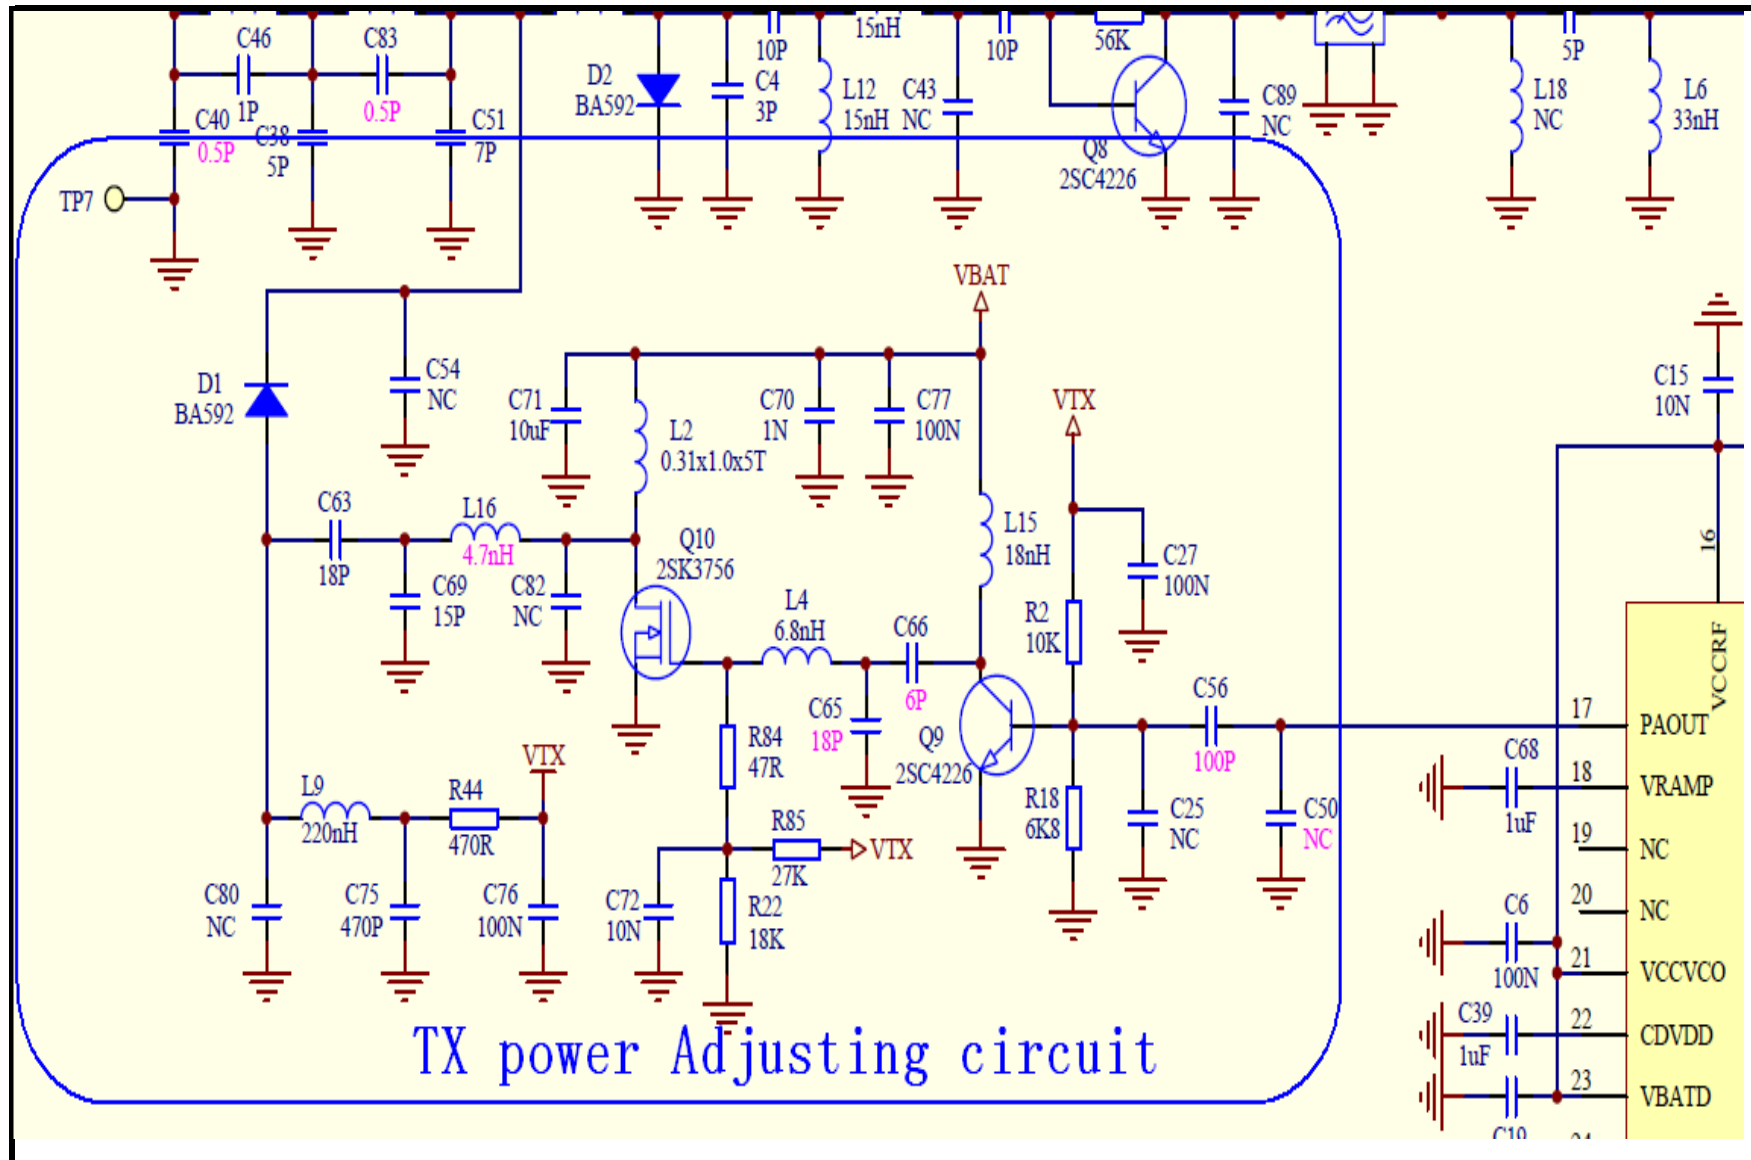 C46
1P
C83
0.5P
C40
0.5P
C38
5P
C51
7P
TP7
D2
BA592
10P
C4
3P
15nH
L12
15nH
C43
NC
10P
56K
Q8
2SC4226
C89
NC
5P
L18
NC
L6
33nH
VBAT
D1
BA592
C54
NC
C71
10uF
L2
0.31x1.0x5T
C70
1N
C77
100N
VTX
C15
10N
C63
18P
L16
4.7nH
C69
15P
C82
NC
Q10
2SK3756
L15
18nH
C27
100N
R2
10K
L4
6.8nH
C66
6P
C65
18P
Q9
2SC4226
C56
100P
R84
47R
R18
6K8
C25
NC
C50
NC
VTX
L9
220nH
R44
470R
R85
27K
VTX
C80
NC
C75
470P
C76
100N
C72
10N
R22
18K
16
VCCRF
17
PAOUT
C68
1uF
18
VRAMP
19
NC
20
NC
C6
100N
21
VCCVCO
C39
1uF
22
CDVDD
23
VBATD
TX power Adjusting circuit